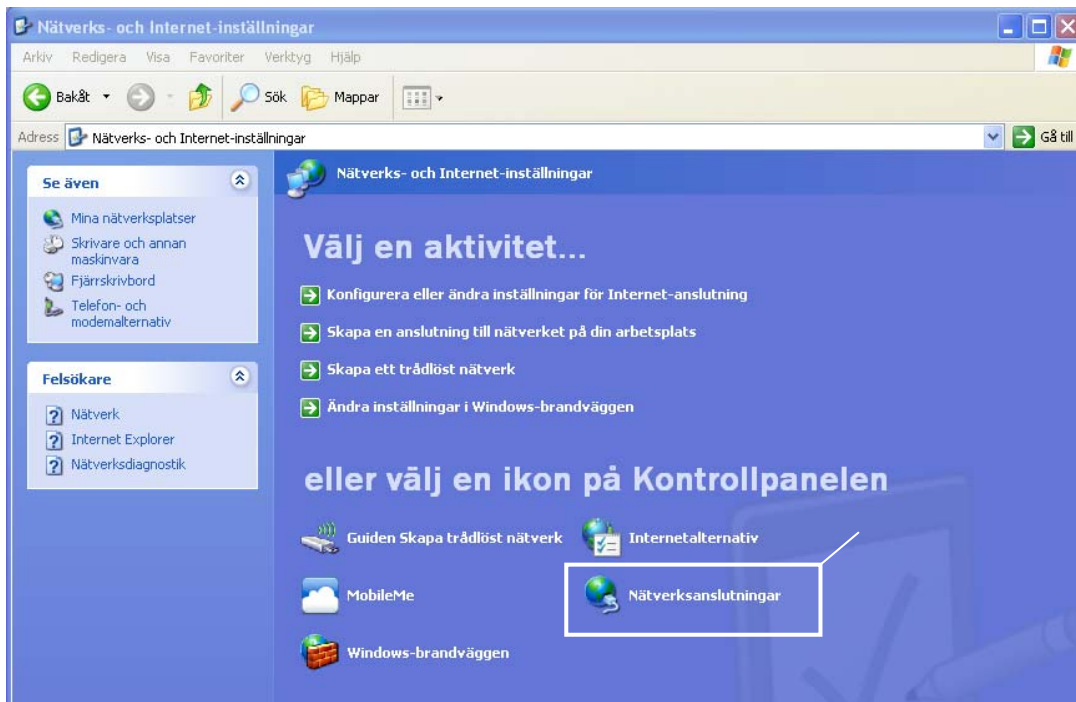 Nätverks- och Internet-inställningar
Arkiv Redigera Visa Favoriter Verktyg Hjälp
Bakåt Sök Mappar
Adress Nätverks- och Internet-inställningar Gå till
Se även
Mina nätverksplatser
Skrivare och annan
maskinvara
Fjärrskrivbord
Telefon- och
modemalternativ
Felsökare
Nätverk
Internet Explorer
Nätverksdiagnostik
Nätverks- och Internet-inställningar
Välj en aktivitet...
Konfigurera eller ändra inställningar för Internet-anslutning
Skapa en anslutning till nätverket på din arbetsplats
Skapa ett trådlöst nätverk
Ändra inställningar i Windows-brandväggen
eller välj en ikon på Kontrollpanelen
Guiden Skapa trådlöst nätverk Internetalternativ
MobileMe Nätverksanslutningar
Windows-brandväggen